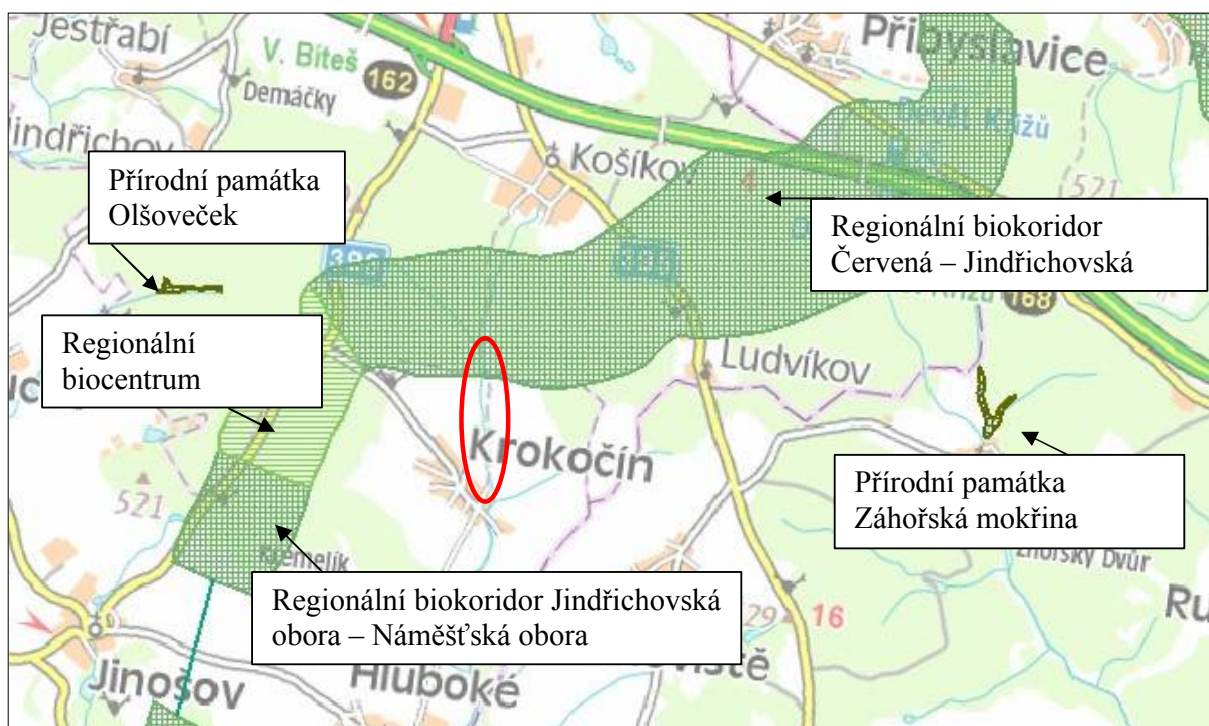 Jestřabí
V. Bíteš
162
Demáčky
Přibyslavice
Jindřichov
Košíkov
521
Přírodní památka
Olšoveček
Regionální biokoridor
Červená – Jindřichovská
168
Regionální
biocentrum
Ludvíkov
Krokočín
521
Přírodní památka
Záhořská mokřina
Regionální biokoridor Jindřichovská
obora – Náměšťská obora
Jinošov
Hluboké
29
16